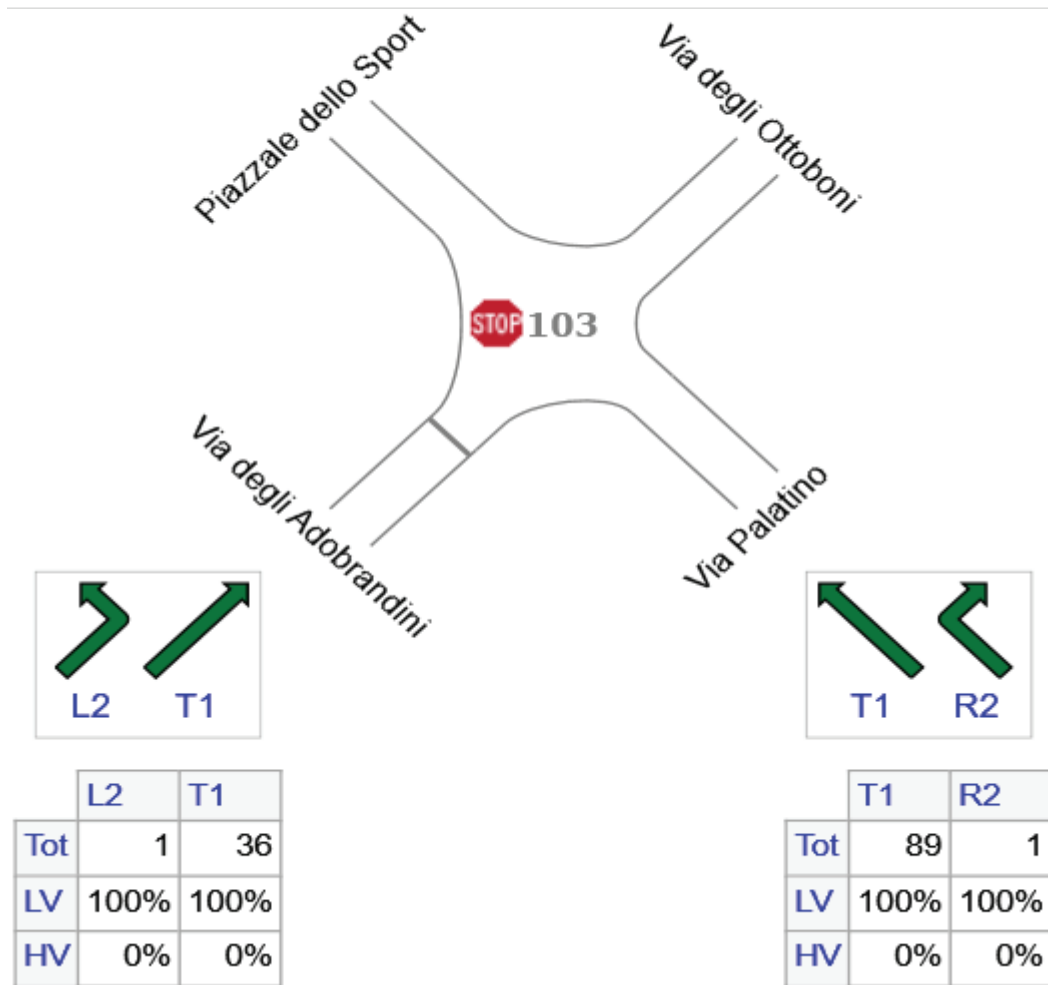 Piazzale dello Sport
Via degli Ottoboni
STOP 103
Via degli Adobrandini
Via Palatino
L2 T1
T1 R2
L2 T1
Tot 1 36
LV 100% 100%
HV 0% 0%
T1 R2
Tot 89 1
LV 100% 100%
HV 0% 0%